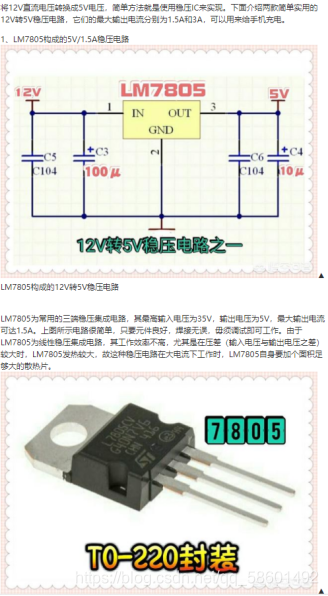 将12V直流电压转换成5V电压，简单方法就是使用稳压IC来实现。下面介绍两款简单实用的
12V转5V稳压电路，它们的最大输出电流分别为1.5A和3A，可以用来给手机充电。
1、LM7805构成的5V/1.5A稳压电路
LM7805
12V
1
IN
OUT
3
5V
GND
2
C5
C104
C3
100μ
C6
C104
C4
10μ
12V转5V稳压电路之一
▲
LM7805构成的12V转5V稳压电路
LM7805为常用的三端稳压集成电路，其最高输入电压为35V，输出电压为5V，最大输出电流
可达1.5A。上图所示电路很简单，只要元件良好，焊接无误，毋须调试即可工作。由于
LM7805为线性稳压集成电路，其工作效率不高，尤其是在压差（输入电压与输出电压之差）
较大时，LM7805发热较大，故这种稳压电路在大电流下工作时，LM7805自身要加个面积足
够大的散热片。
7805
L7805CV
TO-220封装
https://blog.csdn.net/qq_58601492
▲